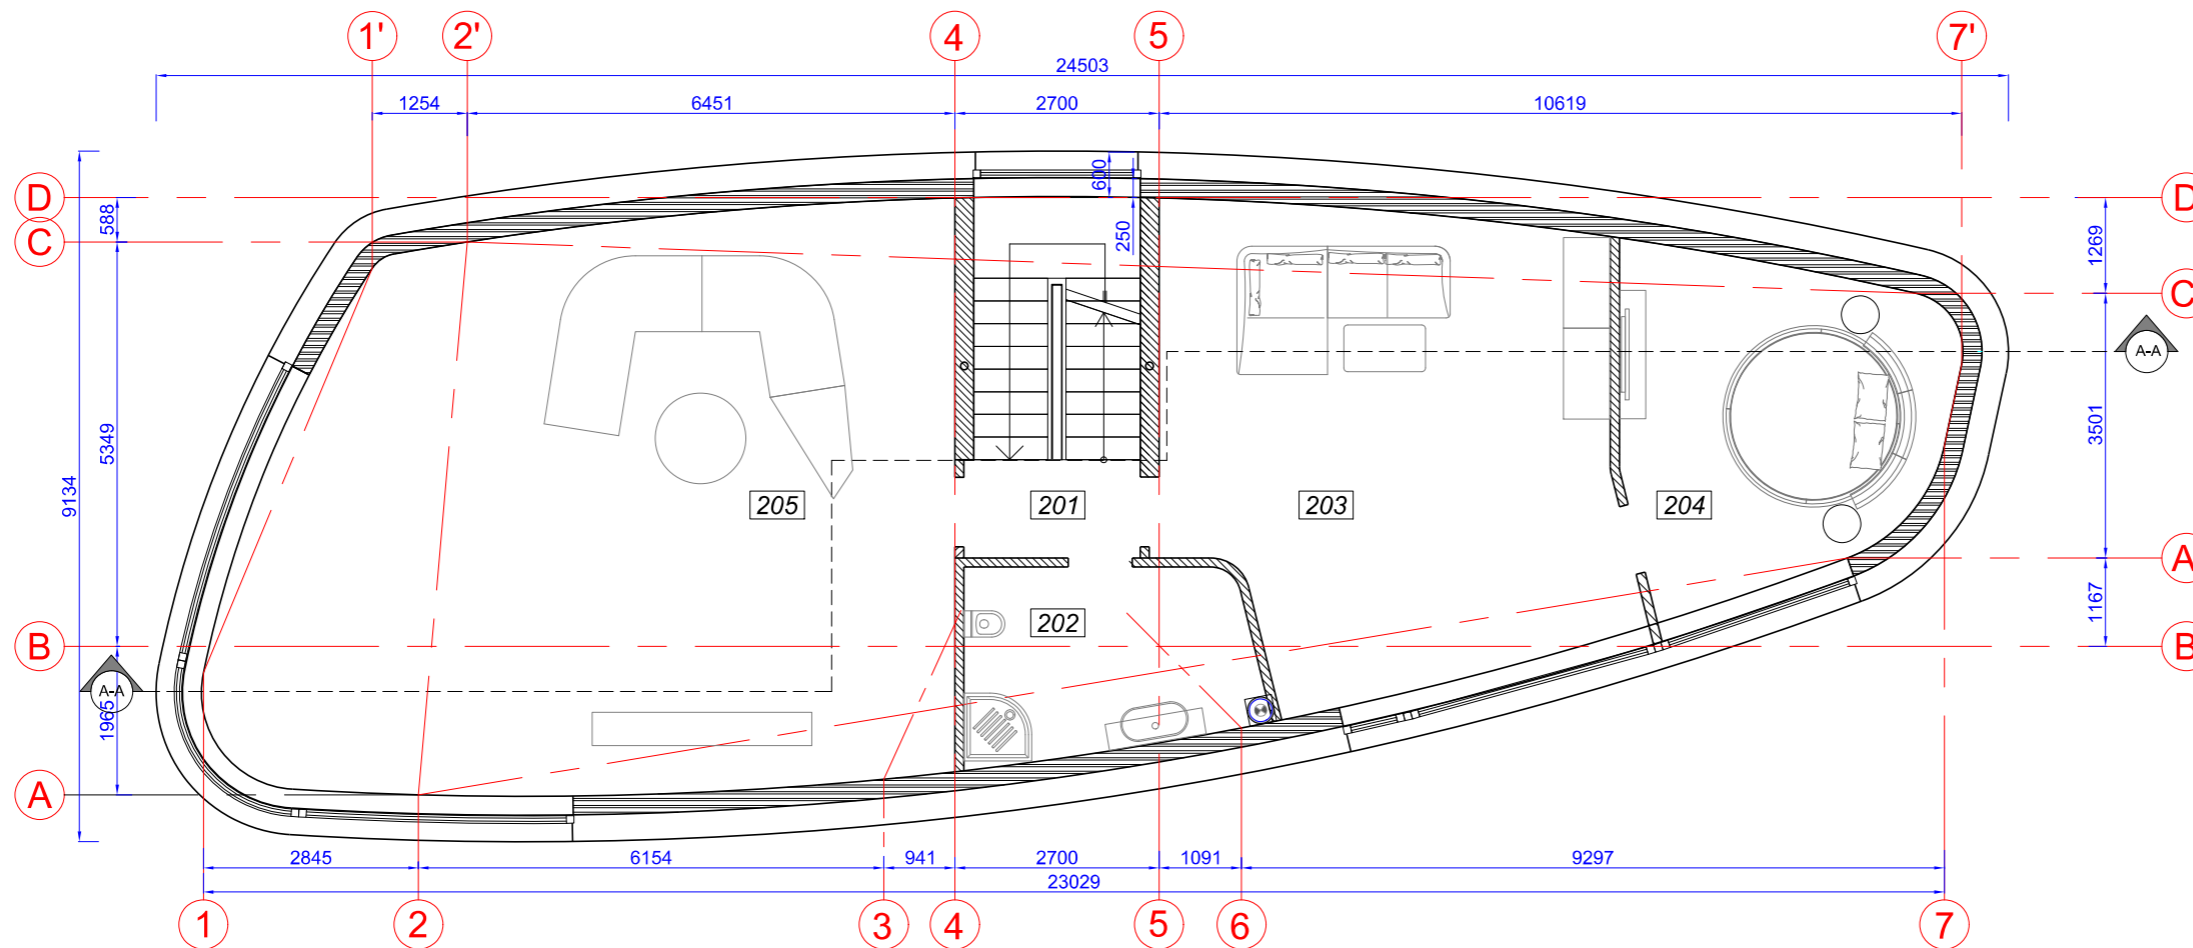 1' 2' 4 5 7'
24503
1254 6451 2700 10619
D 588 600 250 1269 D
C C
9134 5349 3501
A-A
205 201 203 204
A
1167
202
B B
A-A
1965
A
2845 6154 941 2700 1091 9297
23029
1 2 3 4 5 6 7